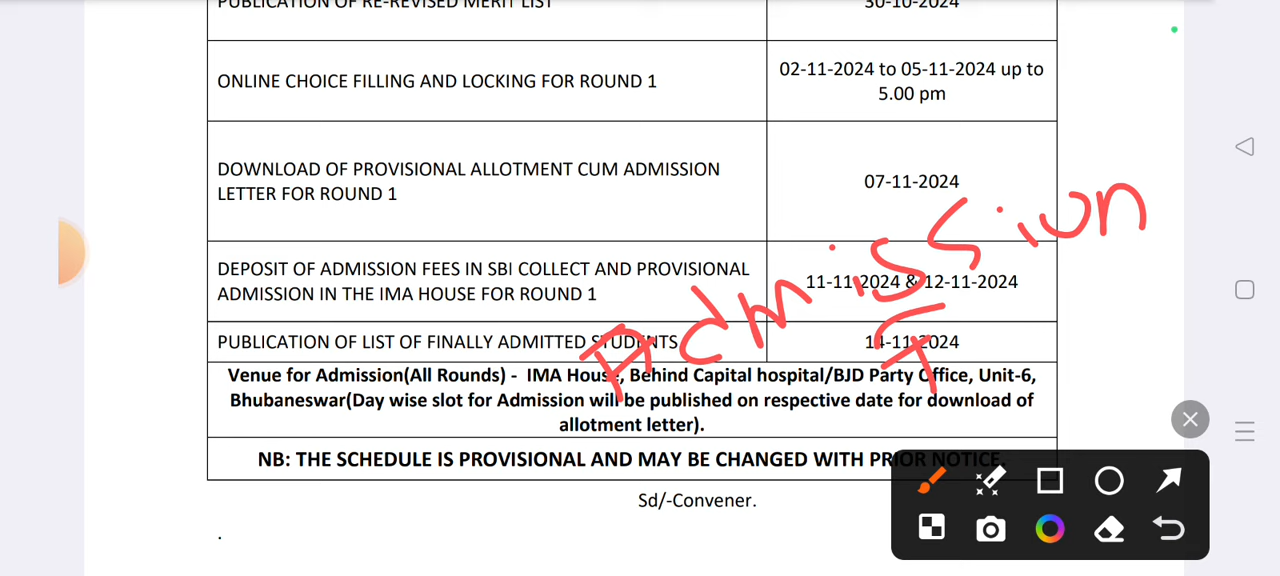 PUBLICATION OF RE-REVISED MERIT LIST
30-10-2024
ONLINE CHOICE FILLING AND LOCKING FOR ROUND 1
02-11-2024 to 05-11-2024 up to
5.00 pm
DOWNLOAD OF PROVISIONAL ALLOTMENT CUM ADMISSION
LETTER FOR ROUND 1
07-11-2024
DEPOSIT OF ADMISSION FEES IN SBI COLLECT AND PROVISIONAL
ADMISSION IN THE IMA HOUSE FOR ROUND 1
11-11-2024 & 12-11-2024
PUBLICATION OF LIST OF FINALLY ADMITTED STUDENTS
14-11-2024
Admission
Venue for Admission(All Rounds) - IMA House, Behind Capital hospital/BJD Party Office, Unit-6,
Bhubaneswar(Day wise slot for Admission will be published on respective date for download of
allotment letter).
NB: THE SCHEDULE IS PROVISIONAL AND MAY BE CHANGED WITH PRIOR NOTICE.
Sd/-Convener.
.